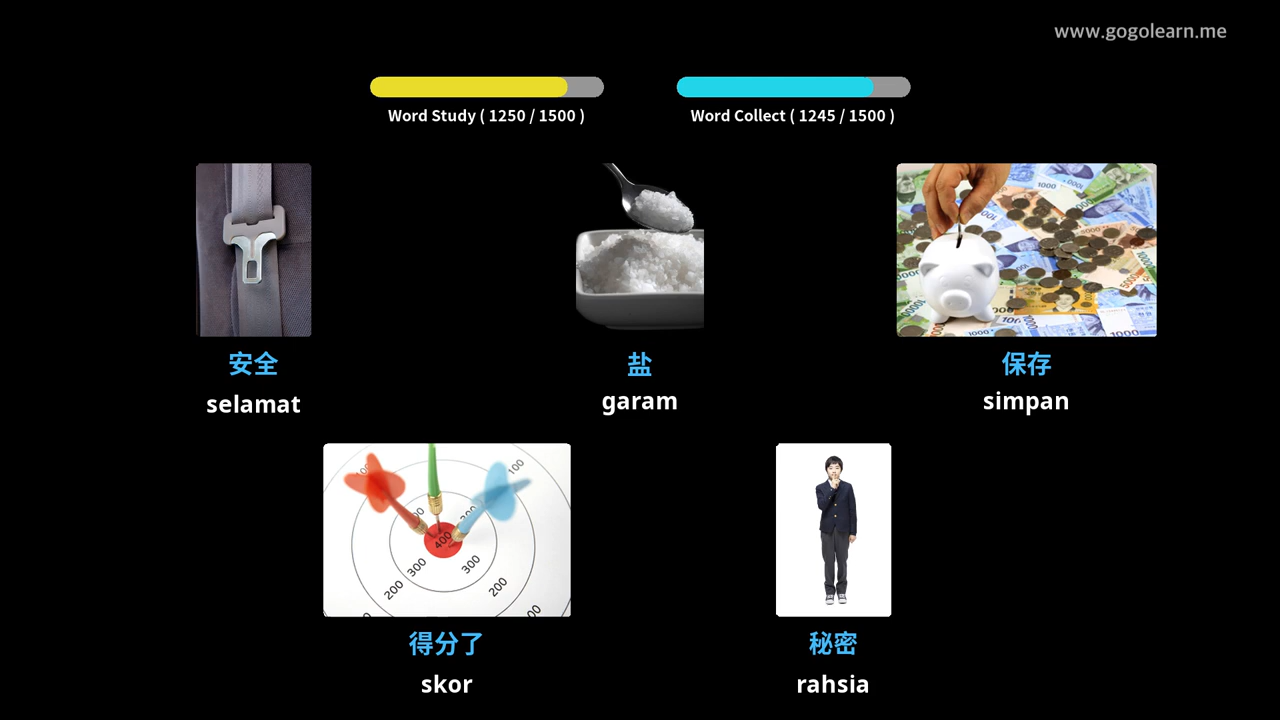 www.gogolearn.me
Word Study ( 1250 / 1500 )
Word Collect ( 1245 / 1500 )
安全
selamat
盐
garam
保存
simpan
得分了
skor
秘密
rahsia